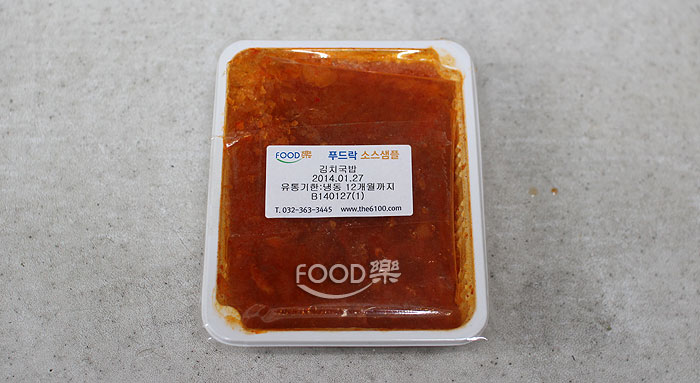 FOOD樂 푸드락 소스샘플
김치국밥
2014.01.27
유통기한:냉동 12개월까지
B140127(1)
T. 032-363-3445 www.the6100.com
FOOD樂